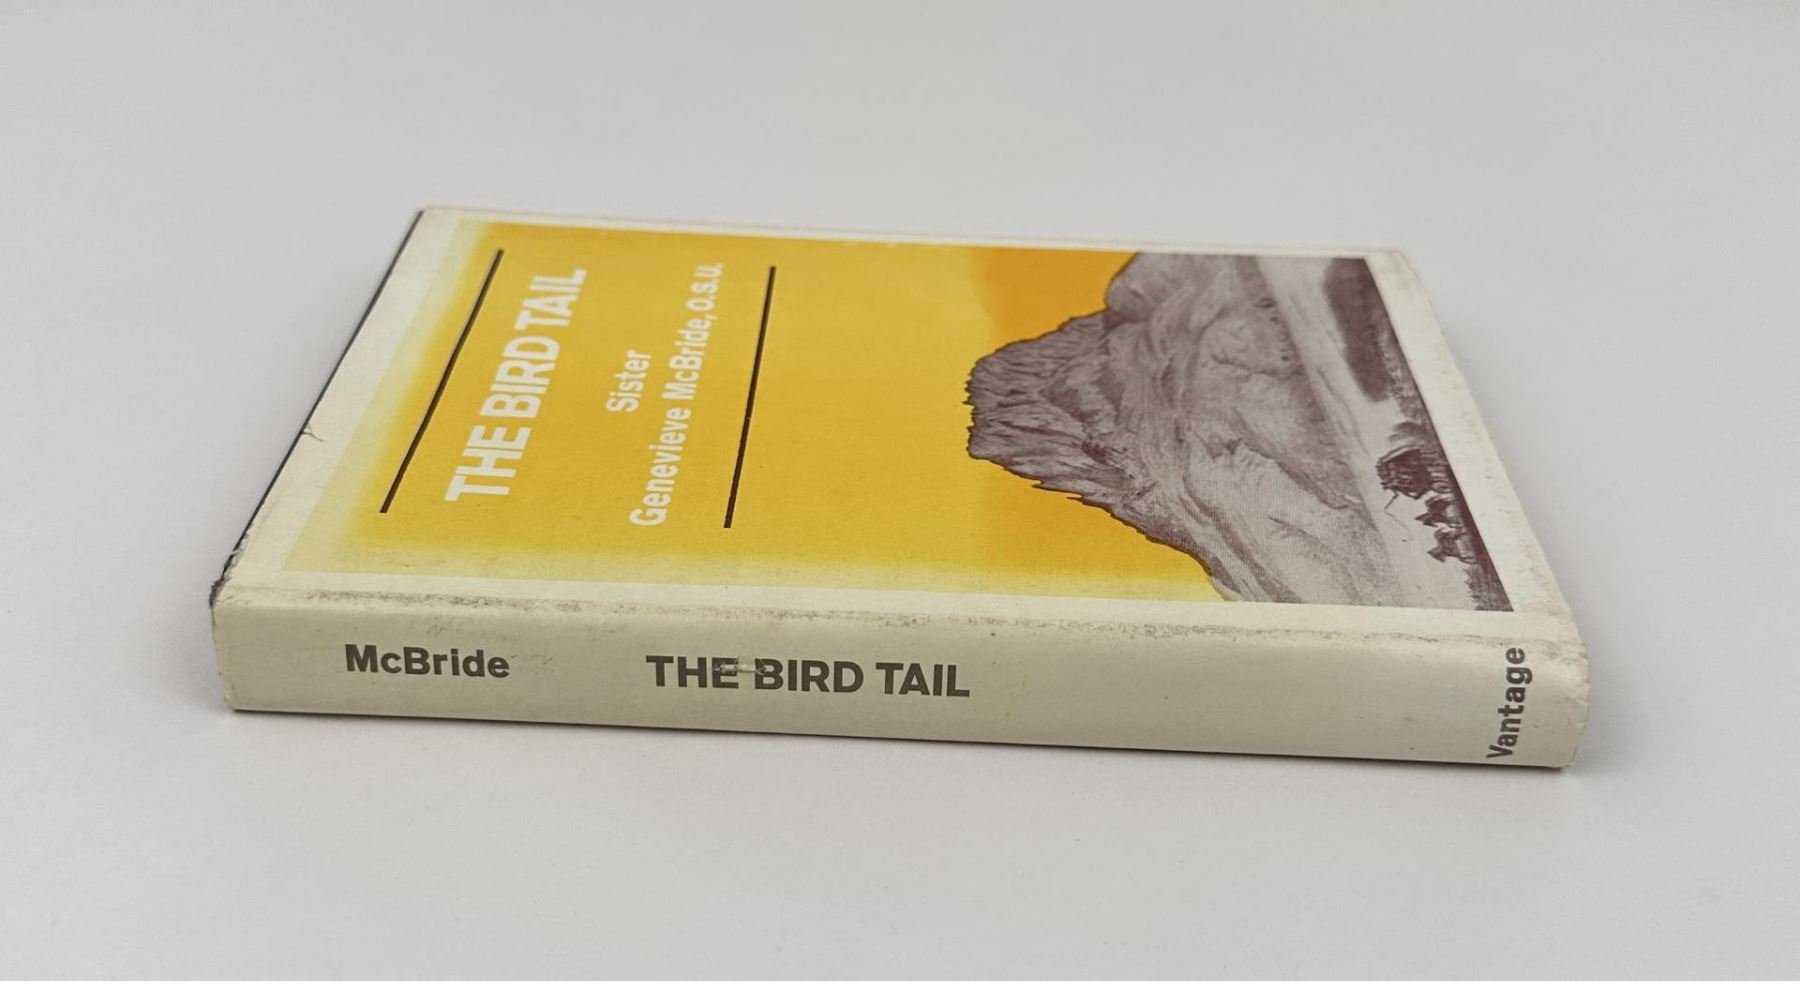 THE BIRD TAIL
Sister
Genevieve McBride, O.S.U.
McBride
THE BIRD TAIL
Vantage